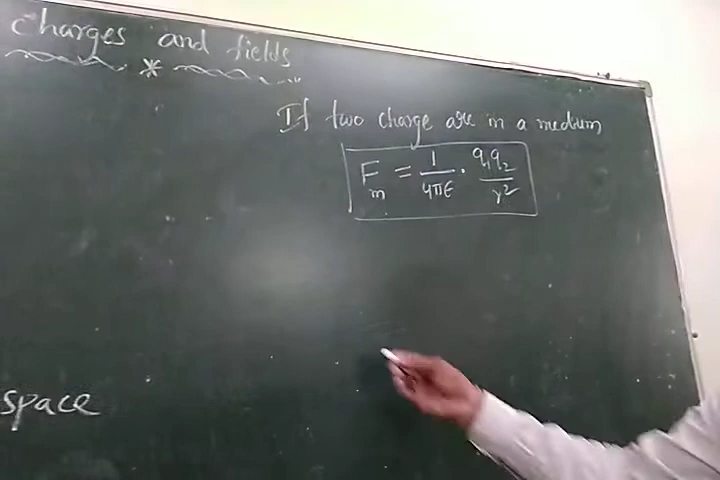 Charges and fields
If two charge are in a medium
Fm = 1/4πε · q1q2/r²
space